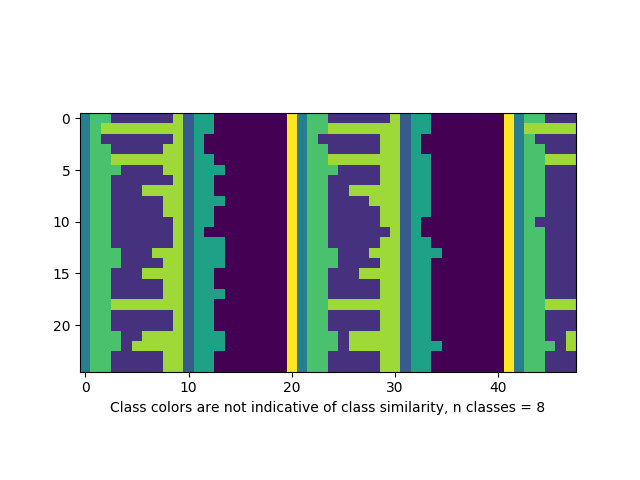 0
5
10
15
20
0 10 20 30 40
Class colors are not indicative of class similarity, n classes = 8